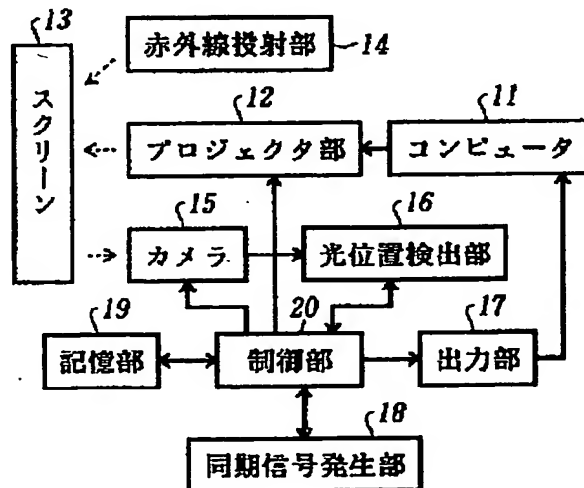 13
スクリーン
赤外線投射部
14
12
プロジェクタ部
11
コンピュータ
15
カメラ
16
光位置検出部
19
記憶部
20
制御部
17
出力部
18
同期信号発生部